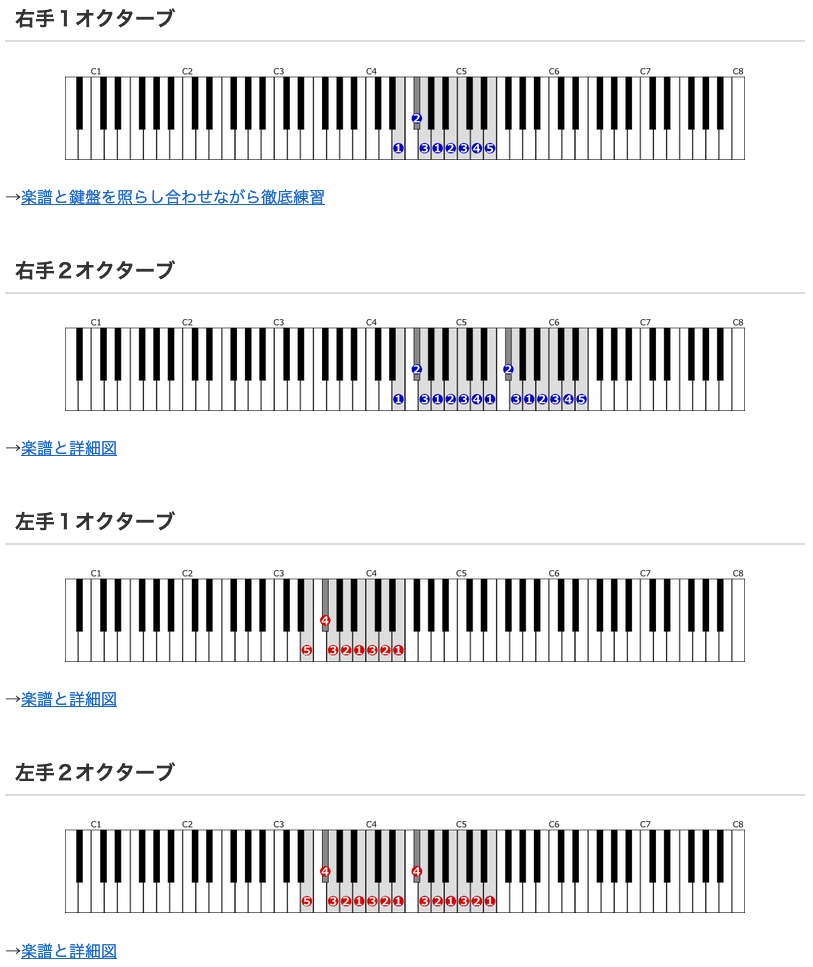 右手１オクターブ
C1 C2 C3 C4 C5 C6 C7 C8
2
1 3 1 2 3 4 5
→楽譜と鍵盤を照らし合わせながら徹底練習
右手２オクターブ
C1 C2 C3 C4 C5 C6 C7 C8
2 2
1 3 1 2 3 4 1 3 1 2 3 4 5
→楽譜と詳細図
左手１オクターブ
C1 C2 C3 C4 C5 C6 C7 C8
4
5 3 2 1 3 2 1
→楽譜と詳細図
左手２オクターブ
C1 C2 C3 C4 C5 C6 C7 C8
4 4
5 3 2 1 3 2 1 3 2 1 3 2 1
→楽譜と詳細図